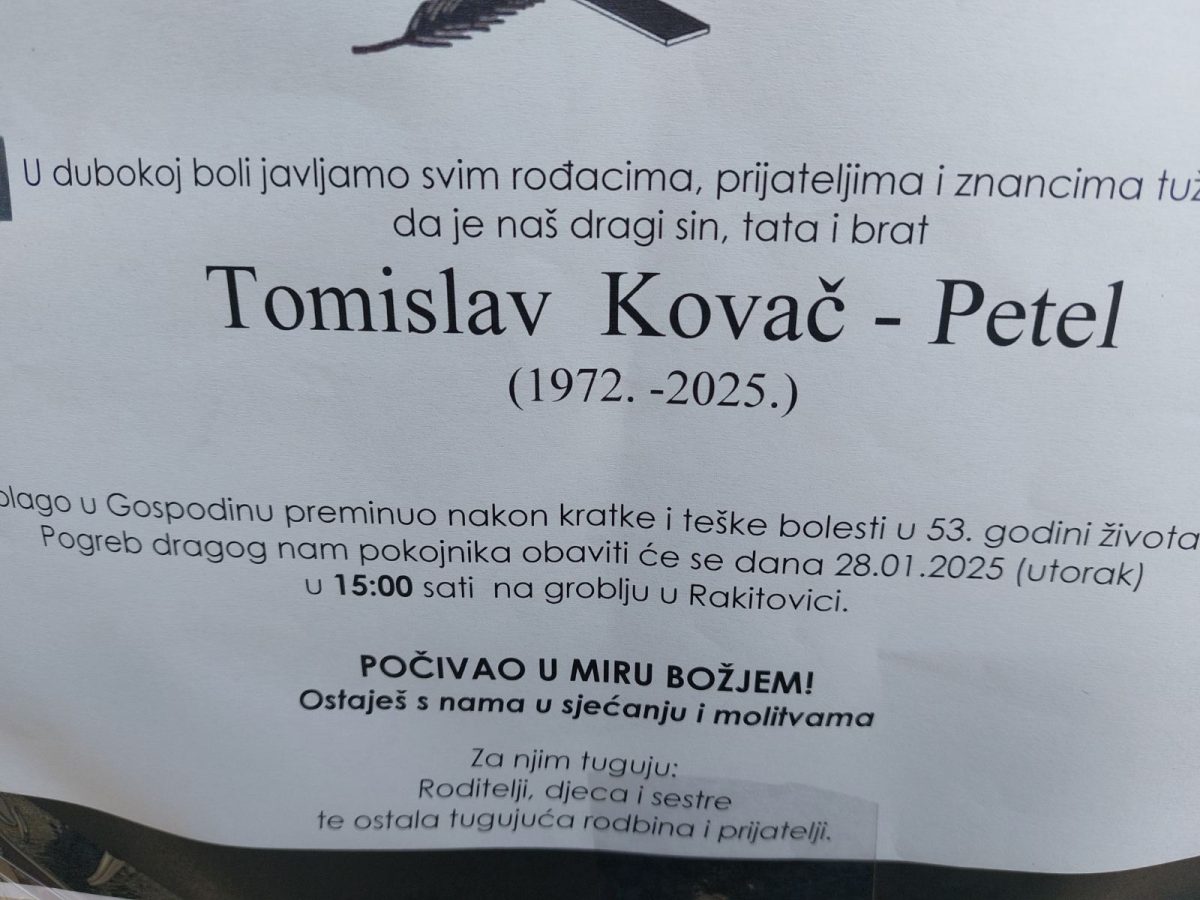 U dubokoj boli javljamo svim rođacima, prijateljima i znancima
da je naš dragi sin, tata i brat
Tomislav Kovač - Petel
(1972. -2025.)
u Gospodinu preminuo nakon kratke i teške bolesti u 53. godini života
Pogreb dragog nam pokojnika obaviti će se dana 28.01.2025 (utorak)
u 15:00 sati na groblju u Rakitovici.
POČIVAO U MIRU BOŽJEM!
Ostaješ s nama u sjećanju i molitvama
Za njim tuguju:
Roditelji, djeca i sestre
te ostala tugujuća rodbina i prijatelji.